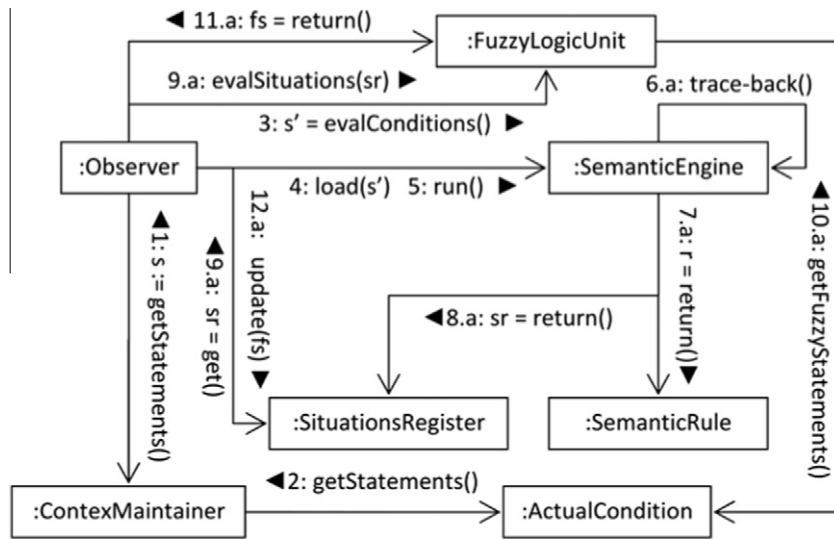 11.a: fs = return()
:FuzzyLogicUnit
9.a: evalSituations(sr)
6.a: trace-back()
3: s’ = evalConditions()
:Observer
:SemanticEngine
4: load(s’) 5: run()
1: s := getStatements()
9.a: sr = get()
12.a: update(fs)
7.a: r = return()
10.a: getFuzzyStatements()
8.a: sr = return()
:SituationsRegister
:SemanticRule
2: getStatements()
:ContexMaintainer
:ActualCondition